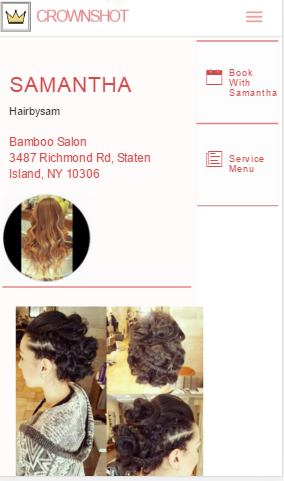 CROWNSHOT
SAMANTHA
Hairbysam
Bamboo Salon
3487 Richmond Rd, Staten
Island, NY 10306
Book
With
Samantha
Service
Menu